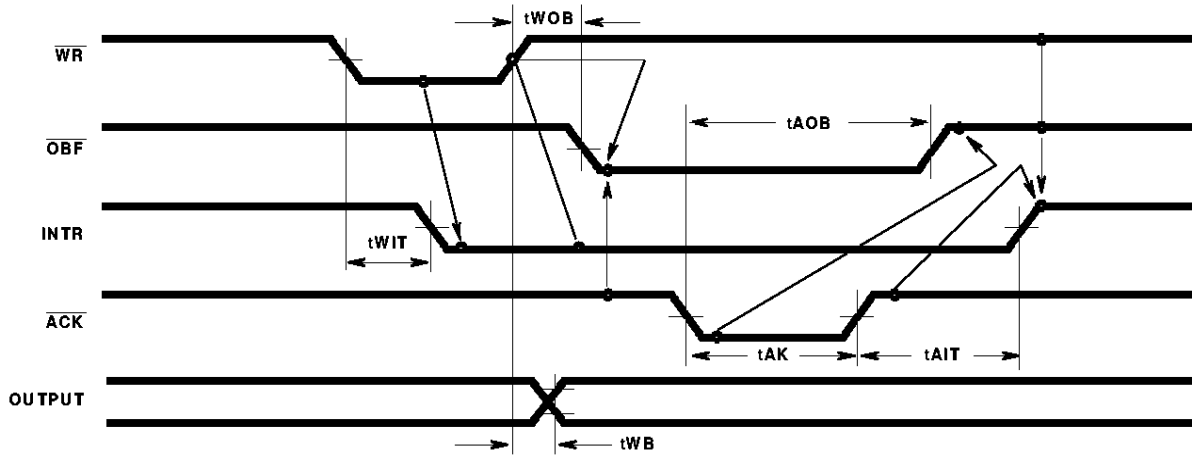 tWOB
WR
tAOB
OBF
INTR
tWIT
ACK
tAK
tAIT
OUTPUT
tWB